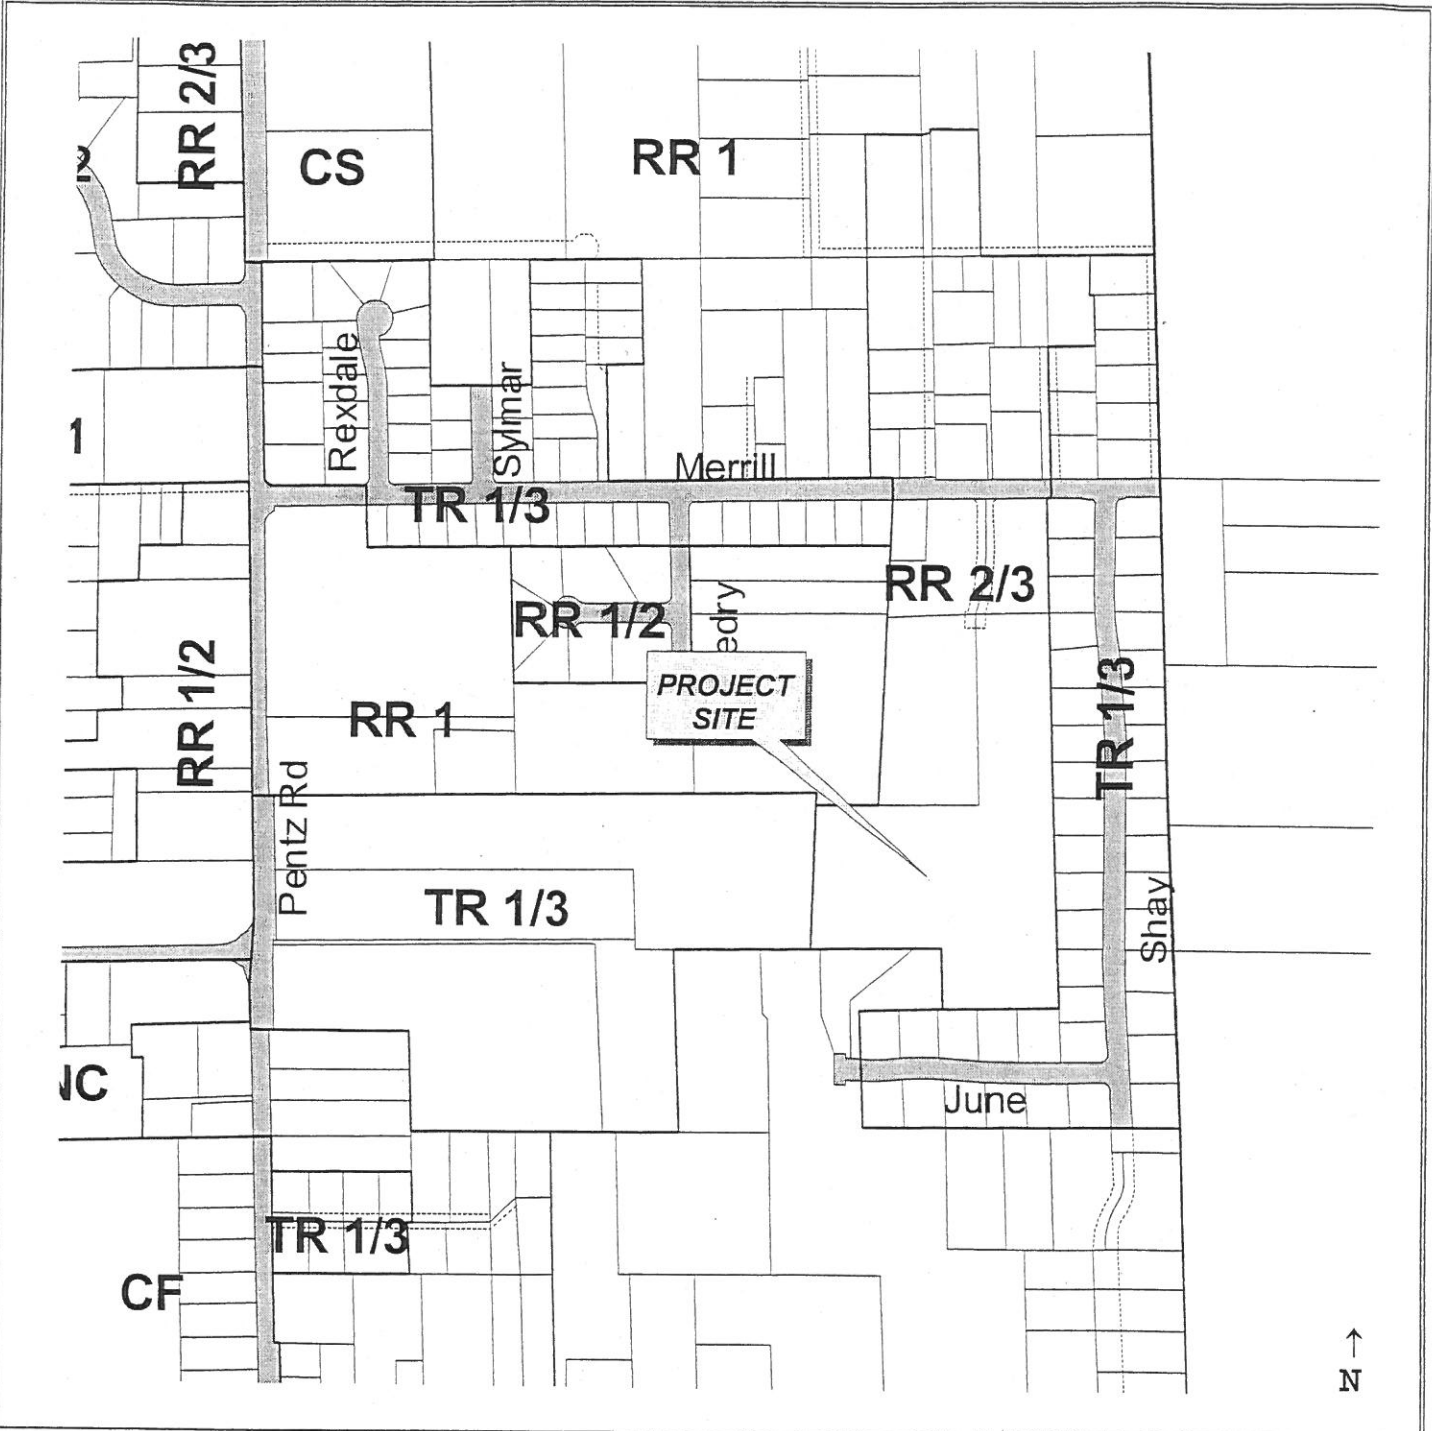 RR 2/3
CS
RR 1
Rexdale
Sylmar
1
Merrill
TR 1/3
RR 2/3
RR 1/2
edry
RR 1/2
PROJECT
SITE
TR 1/3
RR 1
Pentz Rd
TR 1/3
Shay
NC
June
TR 1/3
CF
N